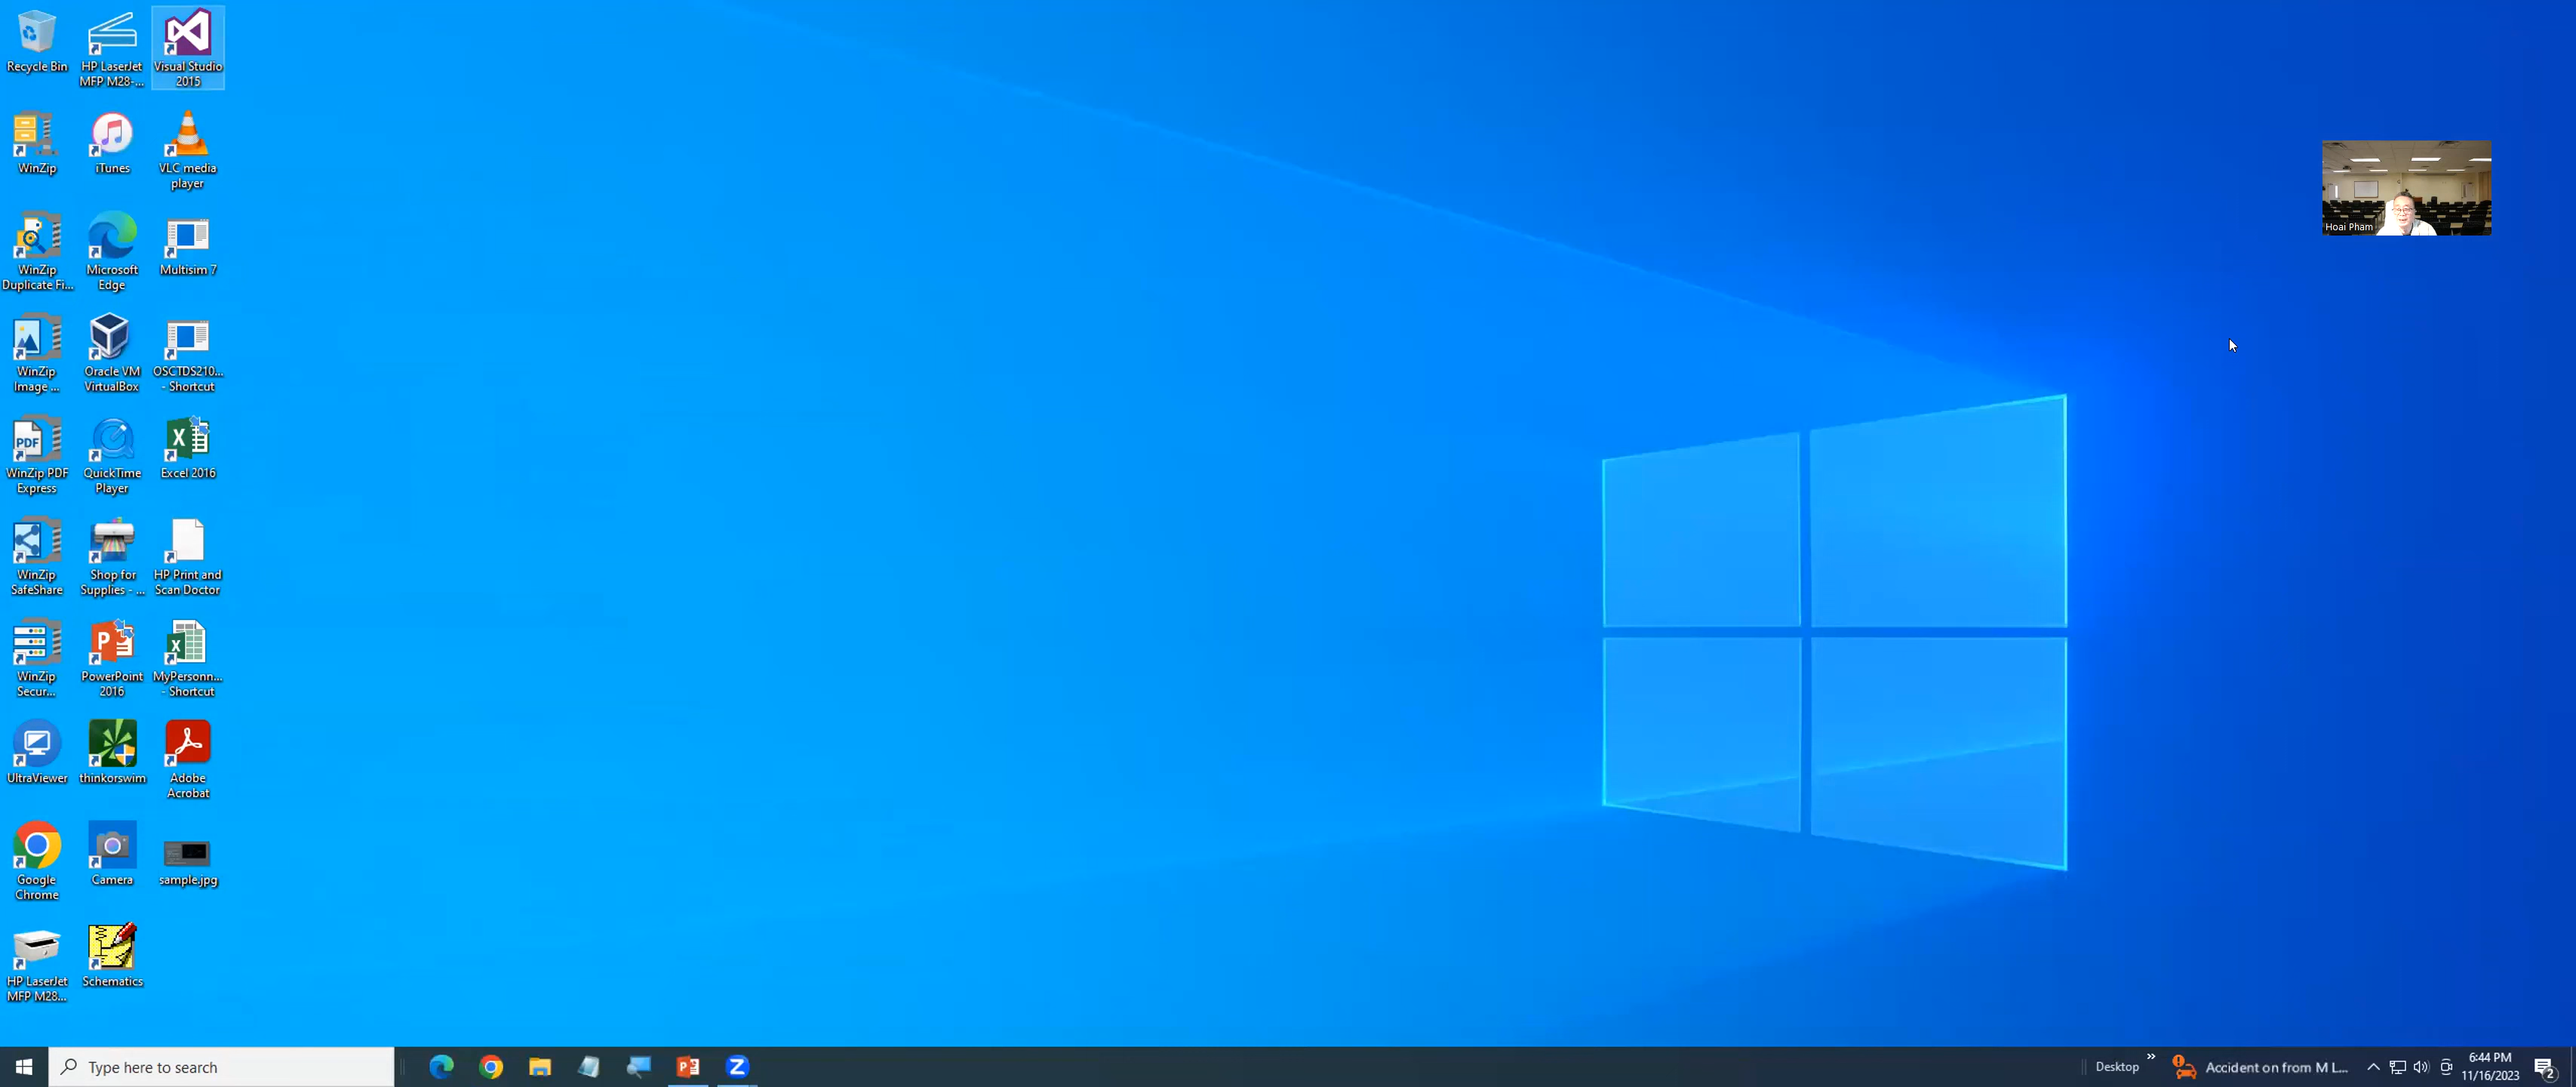 Recycle Bin
HP LaserJet
MFP M28-...
Visual Studio
2015
WinZip
iTunes
VLC media
player
WinZip
Duplicate Fi...
Microsoft
Edge
Multisim 7
WinZip
Image ...
Oracle VM
VirtualBox
OSCTDS210...
- Shortcut
PDF
WinZip PDF
Express
QuickTime
Player
Excel 2016
WinZip
SafeShare
Shop for
Supplies - ...
HP Print and
Scan Doctor
WinZip
Secur...
PowerPoint
2016
MyPersonn...
- Shortcut
UltraViewer
thinkorswim
Adobe
Acrobat
Google
Chrome
Camera
sample.jpg
HP LaserJet
MFP M28...
Schematics
Hoai Pham
Type here to search
Desktop
Accident on from M L...
6:44 PM
11/16/2023
2